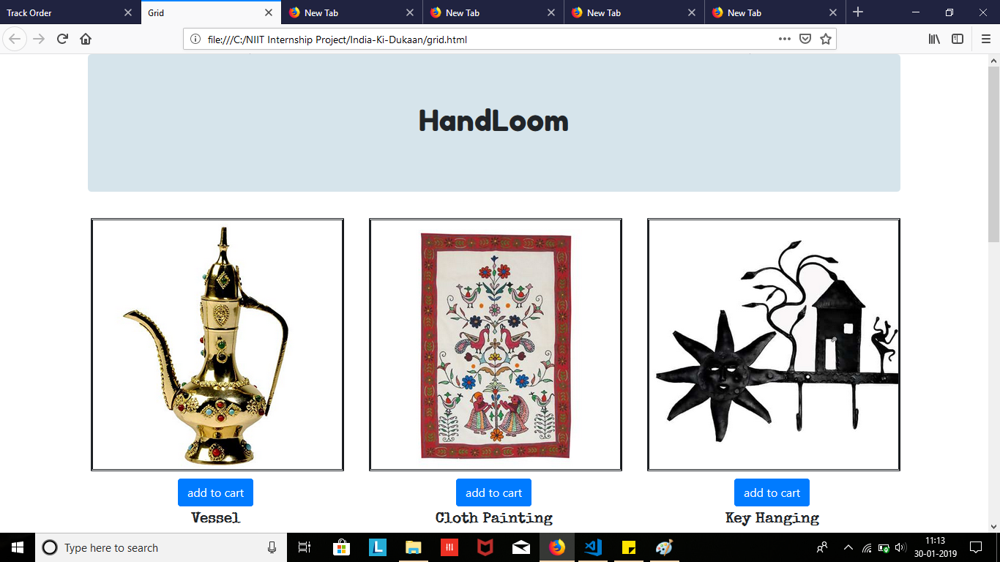 Track Order
Grid
New Tab
New Tab
New Tab
New Tab
file:///C:/NIIT Internship Project/India-Ki-Dukaan/grid.html
HandLoom
add to cart
add to cart
add to cart
Vessel
Cloth Painting
Key Hanging
Type here to search
L
11:13
30-01-2019